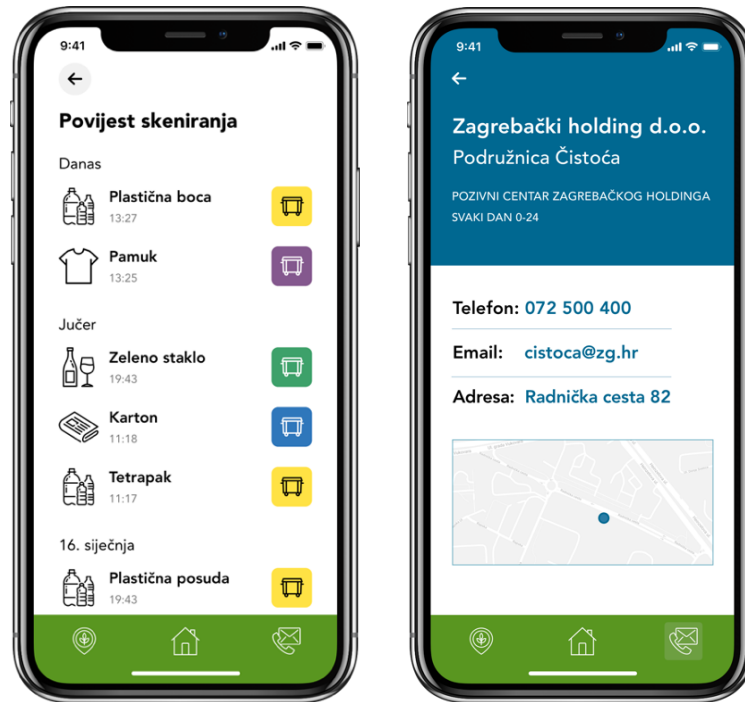 9:41
Povijest skeniranja
Danas
Plastična boca
13:27
Pamuk
13:25
Jučer
Zeleno staklo
19:43
Karton
11:18
Tetrapak
11:17
16. siječnja
Plastična posuda
19:43
9:41
Zagrebački holding d.o.o.
Podružnica Čistoća
POZIVNI CENTAR ZAGREBAČKOG HOLDINGA
SVAKI DAN 0-24
Telefon: 072 500 400
Email: cistoca@zg.hr
Adresa: Radnička cesta 82